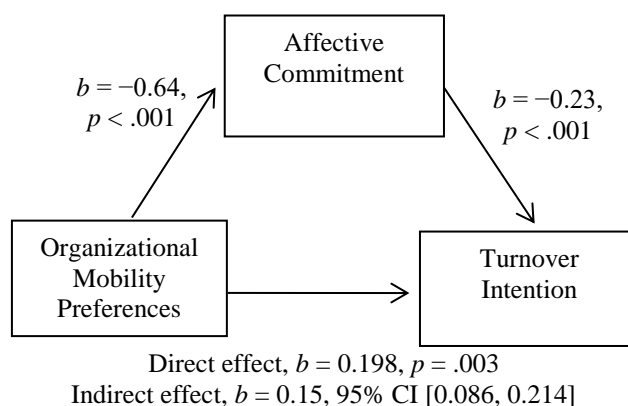 Affective
Commitment
b = −0.64,
p < .001
b = −0.23,
p < .001
Organizational
Mobility
Preferences
Turnover
Intention
Direct effect, b = 0.198, p = .003
Indirect effect, b = 0.15, 95% CI [0.086, 0.214]